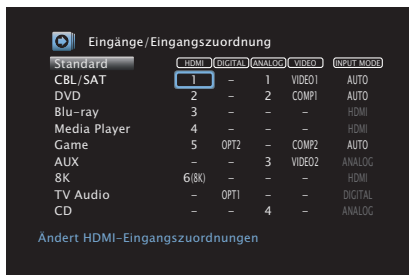 Eingänge/Eingangszuordnung
Standard HDMI DIGITAL ANALOG VIDEO INPUT MODE
CBL/SAT 1 – 1 VIDEO1 AUTO
DVD 2 – 2 COMP1 AUTO
Blu-ray 3 – – – HDMI
Media Player 4 – – – HDMI
Game 5 OPT2 – COMP2 AUTO
AUX – – 3 VIDEO2 ANALOG
8K 6(8K) – – – HDMI
TV Audio – OPT1 – – DIGITAL
CD – – 4 – ANALOG
Ändert HDMI-Eingangszuordnungen